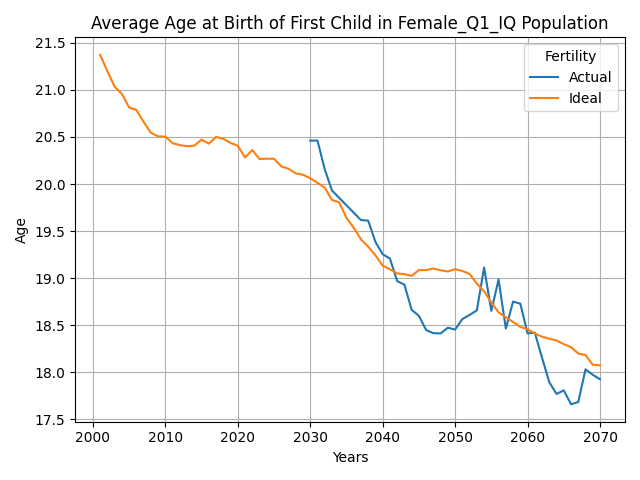 Average Age at Birth of First Child in Female_Q1_IQ Population
Fertility
Actual
Ideal
Age
21.5
21.0
20.5
20.0
19.5
19.0
18.5
18.0
17.5
2000 2010 2020 2030 2040 2050 2060 2070
Years